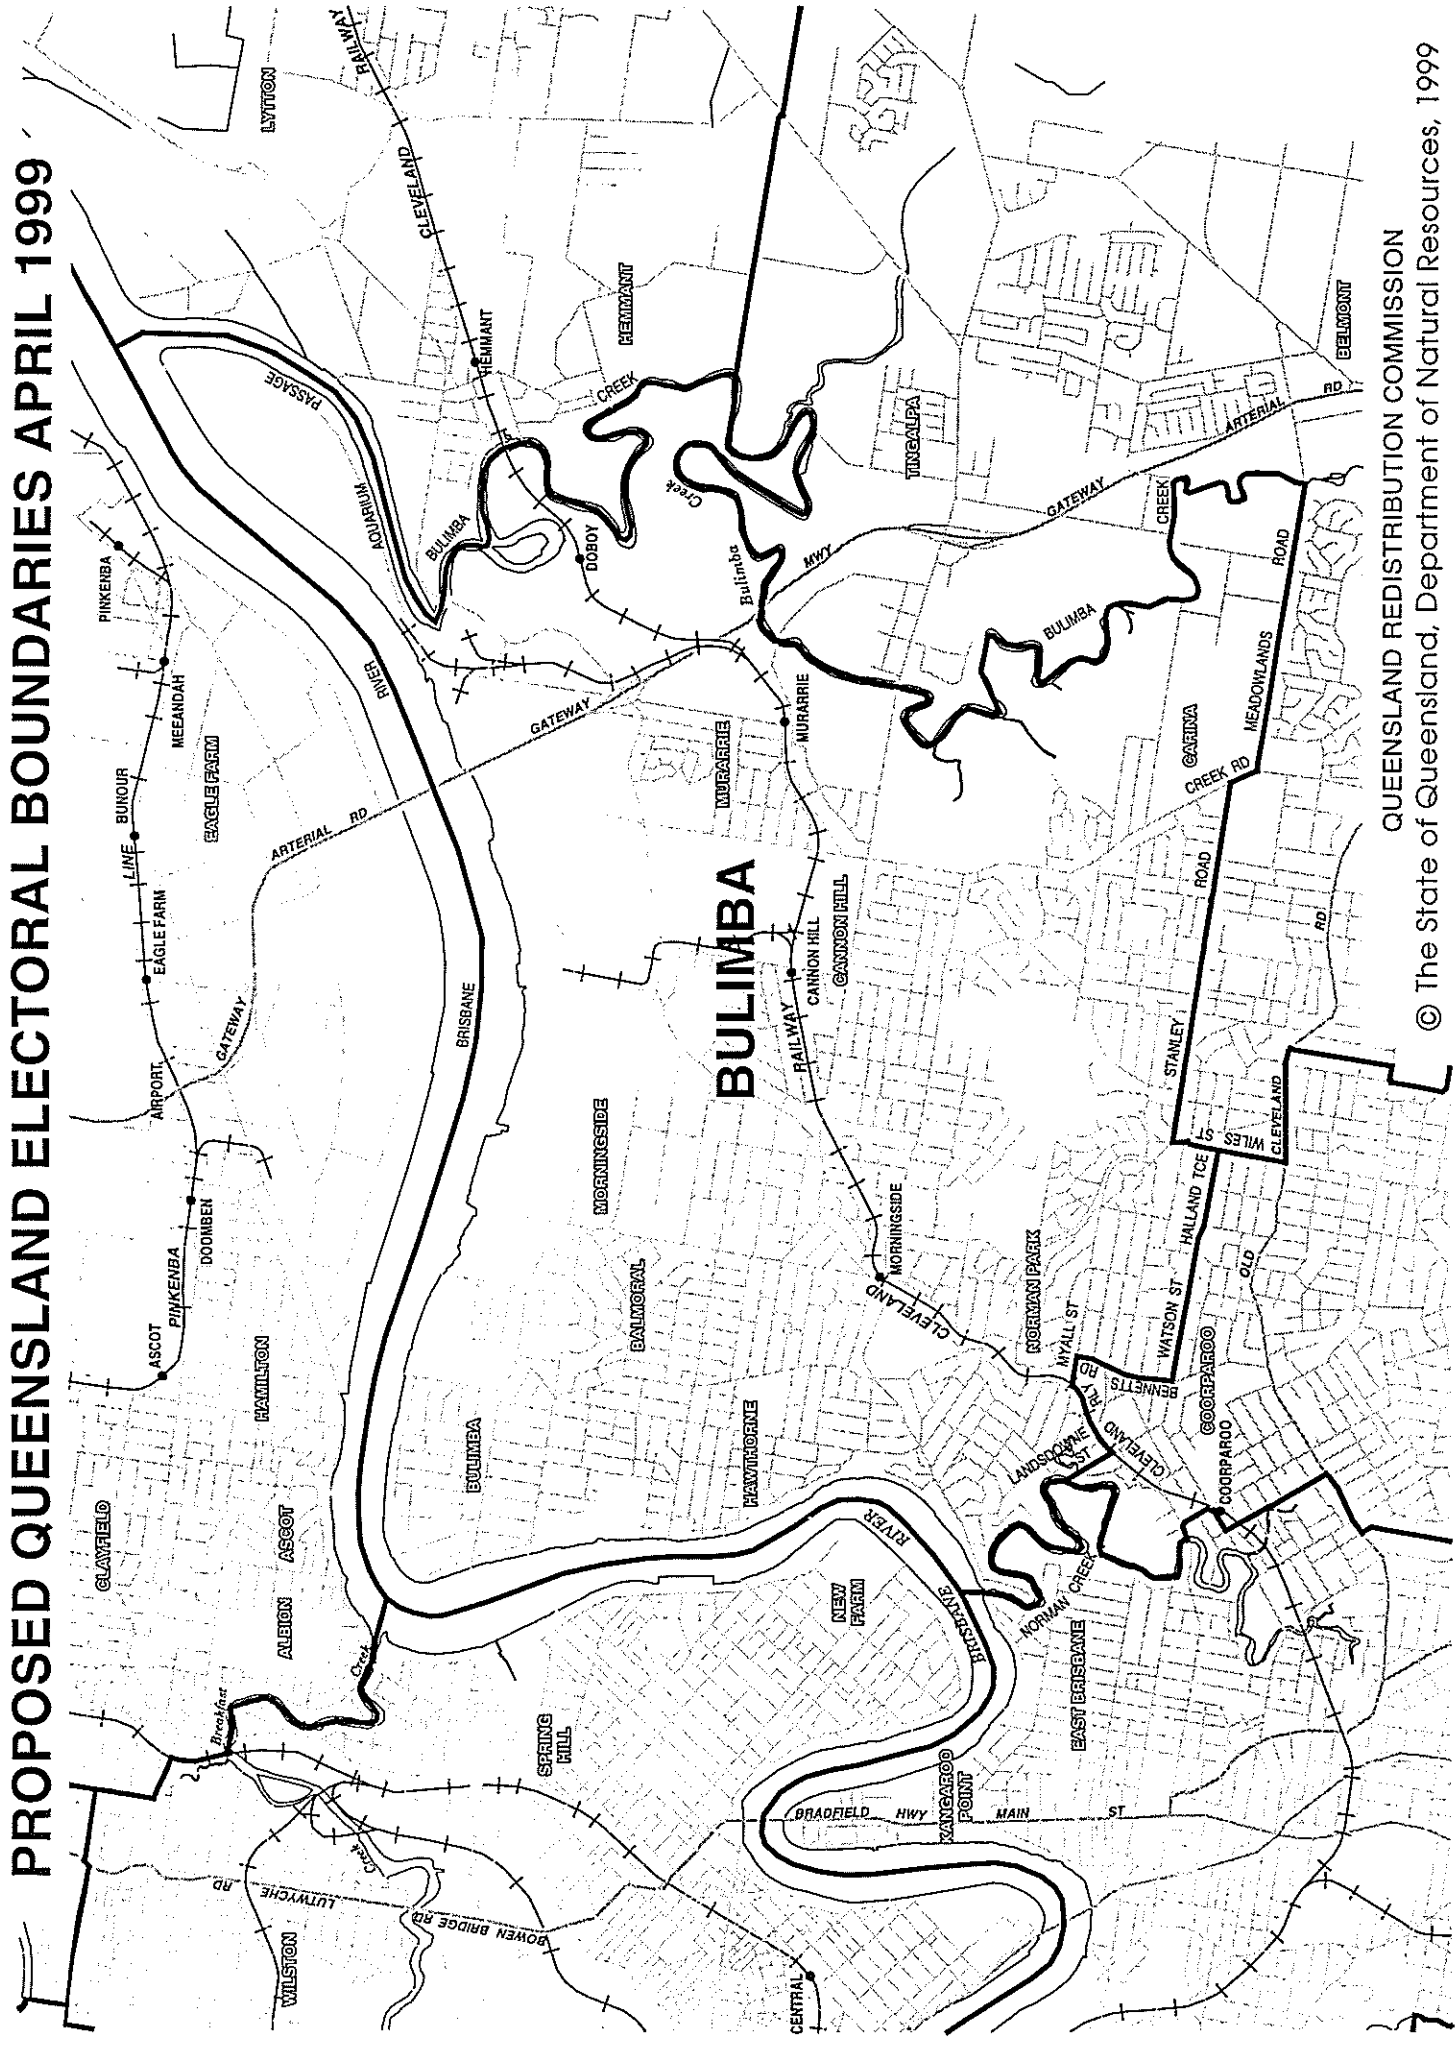 PROPOSED QUEENSLAND ELECTORAL BOUNDARIES APRIL 1999
CLAYFIELD
ASCOT
PINKENBA
DOOMBEN
AIRPORT
EAGLE FARM
LINE
BUNOUR
MEEANDAH
PINKENBA
LYTTON
RAILWAY
CLEVELAND
Breakfast
Creek
ALBION
ASCOT
HAMILTON
GATEWAY
ARTERIAL RD
EAGLE FARM
RIVER
PASSAGE
AQUARIUM
BULIMBA
HEMMANT
HEMMANT
CREEK
WILSTON
LUTWYCHE RD
Creek
BOWEN BRIDGE RD
SPRING
HILL
BULIMBA
BRISBANE
GATEWAY
DOBOY
BALMORAL
MORNINGSIDE
Creek
Bulimba
MWY
HAWTHORNE
BULIMBA
MURARRIE
MURARRIE
CENTRAL
BRADFIELD HWY
MAIN ST
NEW
FARM
RIVER
BRISBANE
CLEVELAND
MORNINGSIDE
RAILWAY
CANNON HILL
CANNON HILL
TINGALPA
GATEWAY
ARTERIAL RD
KANGAROO
POINT
EAST BRISBANE
NORMAN CREEK
LANDSDOWNE
ST
NORMAN PARK
MYALL ST
RLY
CLEVELAND
BENNETTS RD
WATSON ST
HALLAND TCE
WILES ST
STANLEY
ROAD
CREEK RD
CARINA
BULIMBA
CREEK
MEADOWLANDS
ROAD
COORPAROO
COORPAROO
OLD
CLEVELAND
RD
BELMONT
7
QUEENSLAND REDISTRIBUTION COMMISSION
© The State of Queensland, Department of Natural Resources, 1999